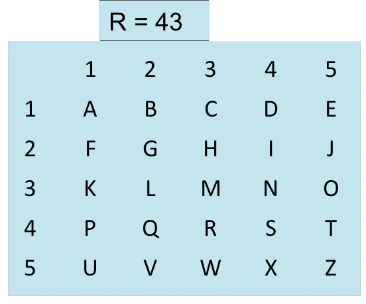 R = 43
1 2 3 4 5
1 A B C D E
2 F G H I J
3 K L M N O
4 P Q R S T
5 U V W X Z